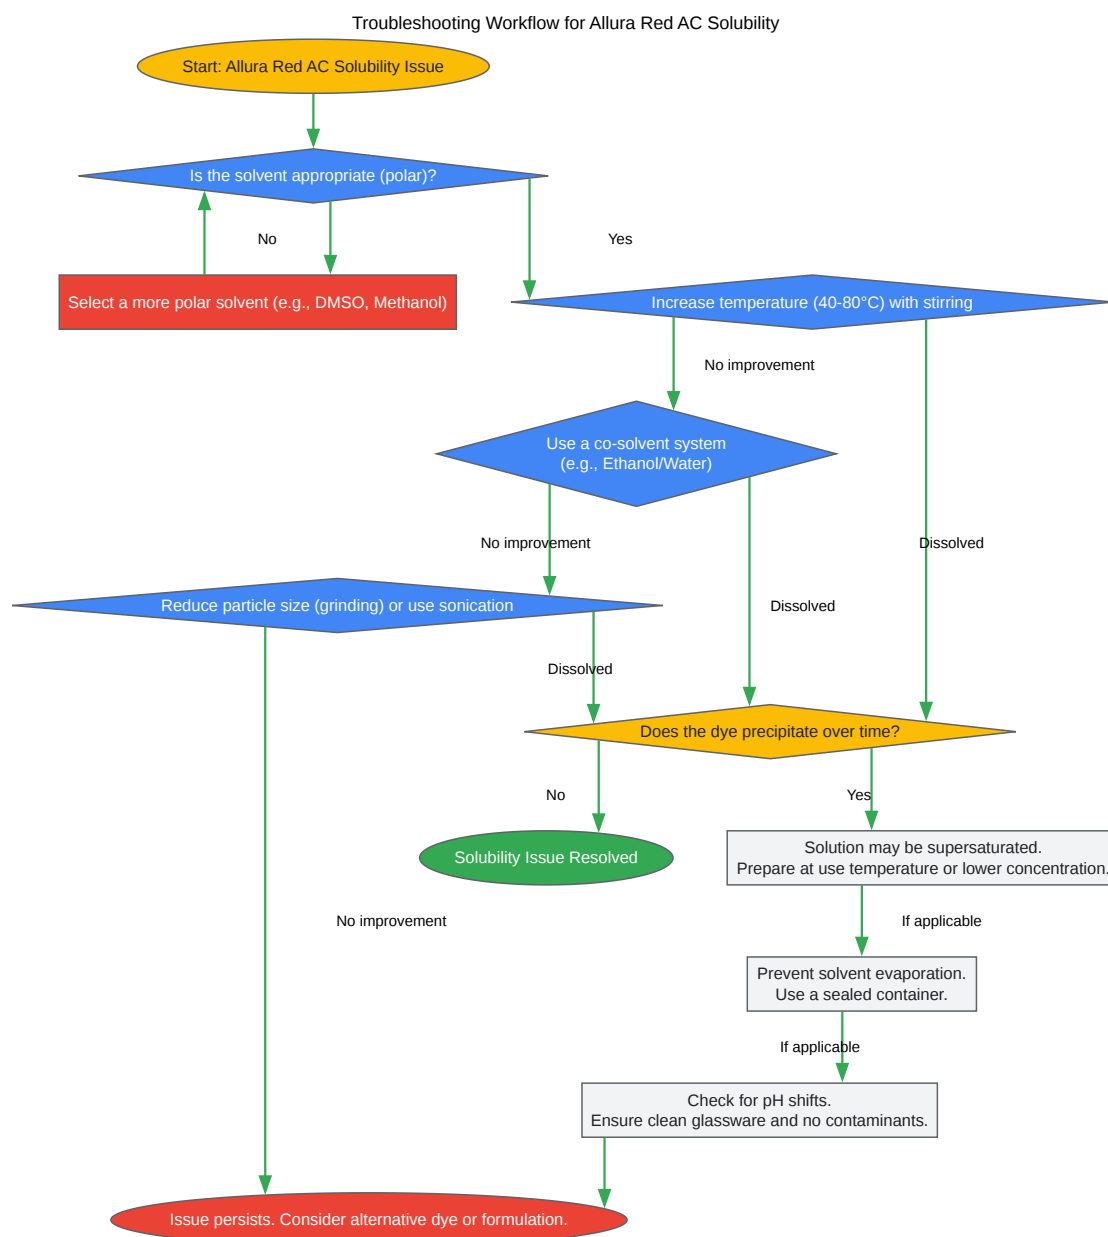 Troubleshooting Workflow for Allura Red AC Solubility
Start: Allura Red AC Solubility Issue
Is the solvent appropriate (polar)?
No
Yes
Select a more polar solvent (e.g., DMSO, Methanol)
Increase temperature (40-80°C) with stirring
No improvement
Use a co-solvent system
(e.g., Ethanol/Water)
No improvement
Dissolved
Reduce particle size (grinding) or use sonication
Dissolved
Dissolved
Does the dye precipitate over time?
No
Yes
Solubility Issue Resolved
Solution may be supersaturated.
Prepare at use temperature or lower concentration.
No improvement
If applicable
Prevent solvent evaporation.
Use a sealed container.
If applicable
Check for pH shifts.
Ensure clean glassware and no contaminants.
Issue persists. Consider alternative dye or formulation.